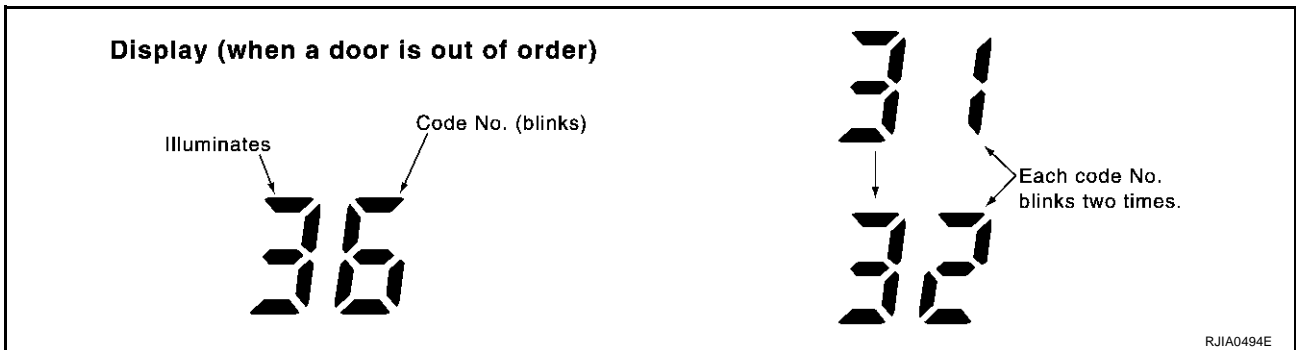 Display (when a door is out of order)
Illuminates
Code No. (blinks)
36
31
Each code No.
blinks two times.
32
RJIA0494E